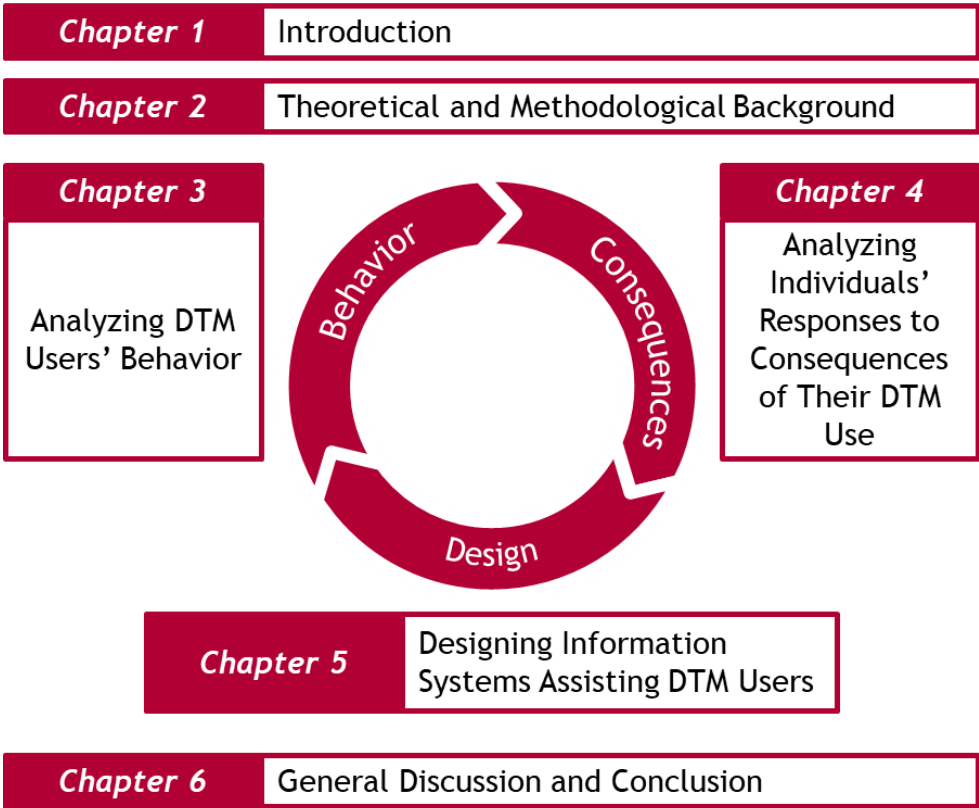 Chapter 1
Introduction
Chapter 2
Theoretical and Methodological Background
Chapter 3
Analyzing DTM
Users’ Behavior
Behavior
Consequences
Design
Chapter 4
Analyzing
Individuals’
Responses to
Consequences
of Their DTM
Use
Chapter 5
Designing Information
Systems Assisting DTM Users
Chapter 6
General Discussion and Conclusion